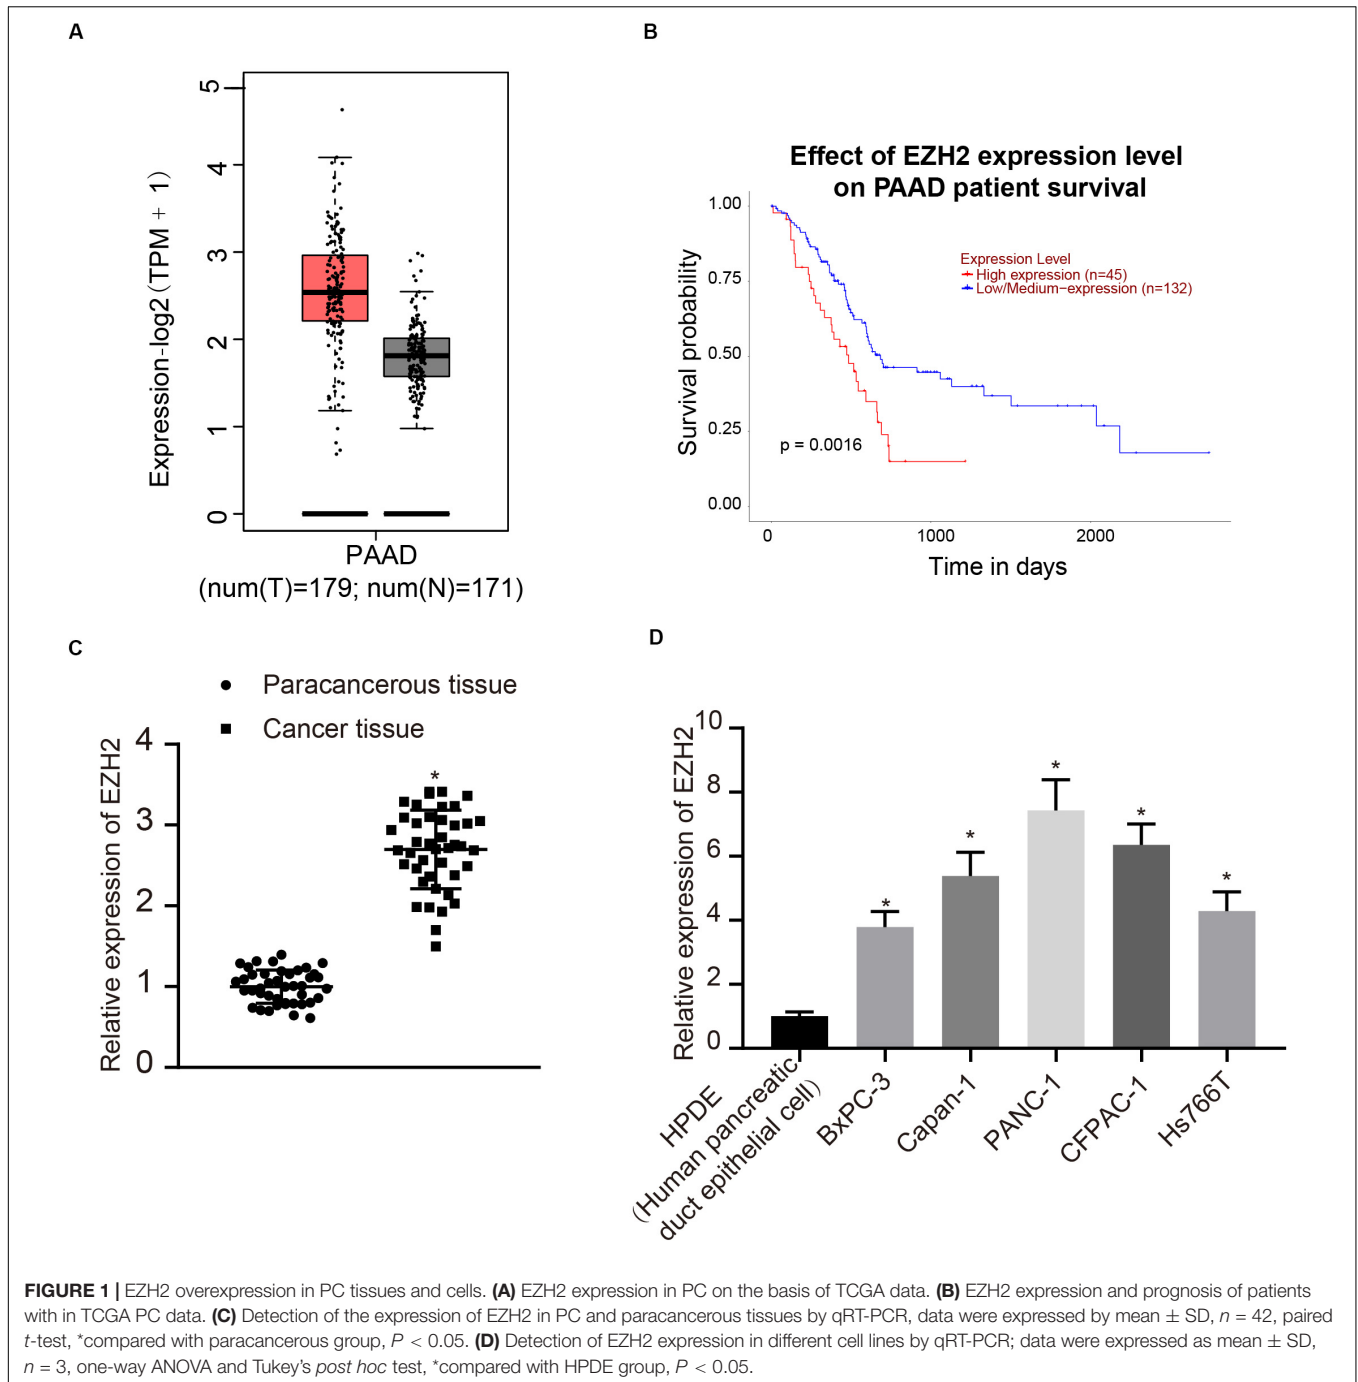 A
5
4
3
2
1
0
Expression-log2(TPM + 1)
PAAD
(num(T)=179; num(N)=171)
B
Effect of EZH2 expression level
on PAAD patient survival
1.00
0.75
0.50
0.25
0.00
Survival probability
Expression Level
High expression (n=45)
Low/Medium−expression (n=132)
p = 0.0016
0
1000
2000
Time in days
C
Paracancerous tissue
Cancer tissue
4
3
2
1
0
Relative expression of EZH2
*
D
10
8
6
4
2
0
Relative expression of EZH2
*
*
*
*
*
HPDE
(Human pancreatic
duct epithelial cell)
BxPC-3
Capan-1
PANC-1
CFPAC-1
Hs766T
FIGURE 1 | EZH2 overexpression in PC tissues and cells. (A) EZH2 expression in PC on the basis of TCGA data. (B) EZH2 expression and prognosis of patients
with in TCGA PC data. (C) Detection of the expression of EZH2 in PC and paracancerous tissues by qRT-PCR, data were expressed by mean ± SD, n = 42, paired
t-test, *compared with paracancerous group, P < 0.05. (D) Detection of EZH2 expression in different cell lines by qRT-PCR; data were expressed as mean ± SD,
n = 3, one-way ANOVA and Tukey's post hoc test, *compared with HPDE group, P < 0.05.